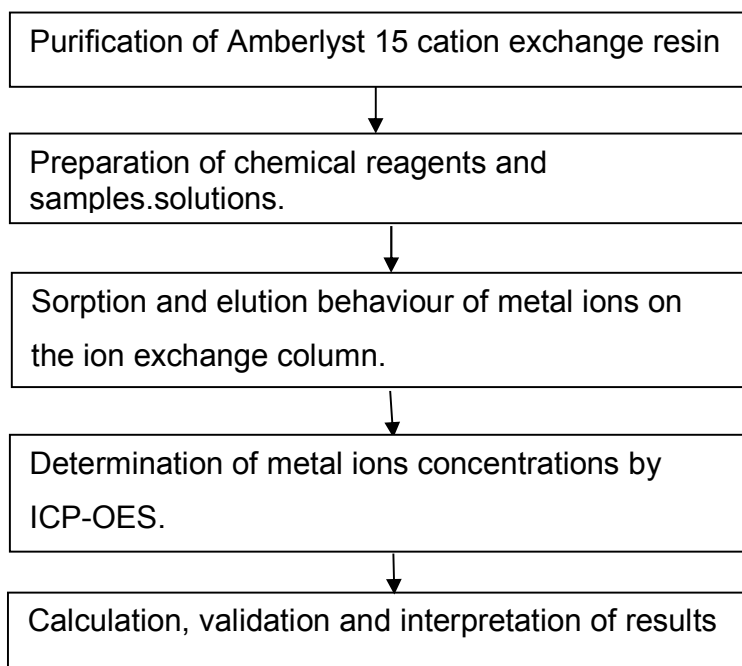 Purification of Amberlyst 15 cation exchange resin
Preparation of chemical reagents and
samples.solutions.
Sorption and elution behaviour of metal ions on
the ion exchange column.
Determination of metal ions concentrations by
ICP-OES.
Calculation, validation and interpretation of results